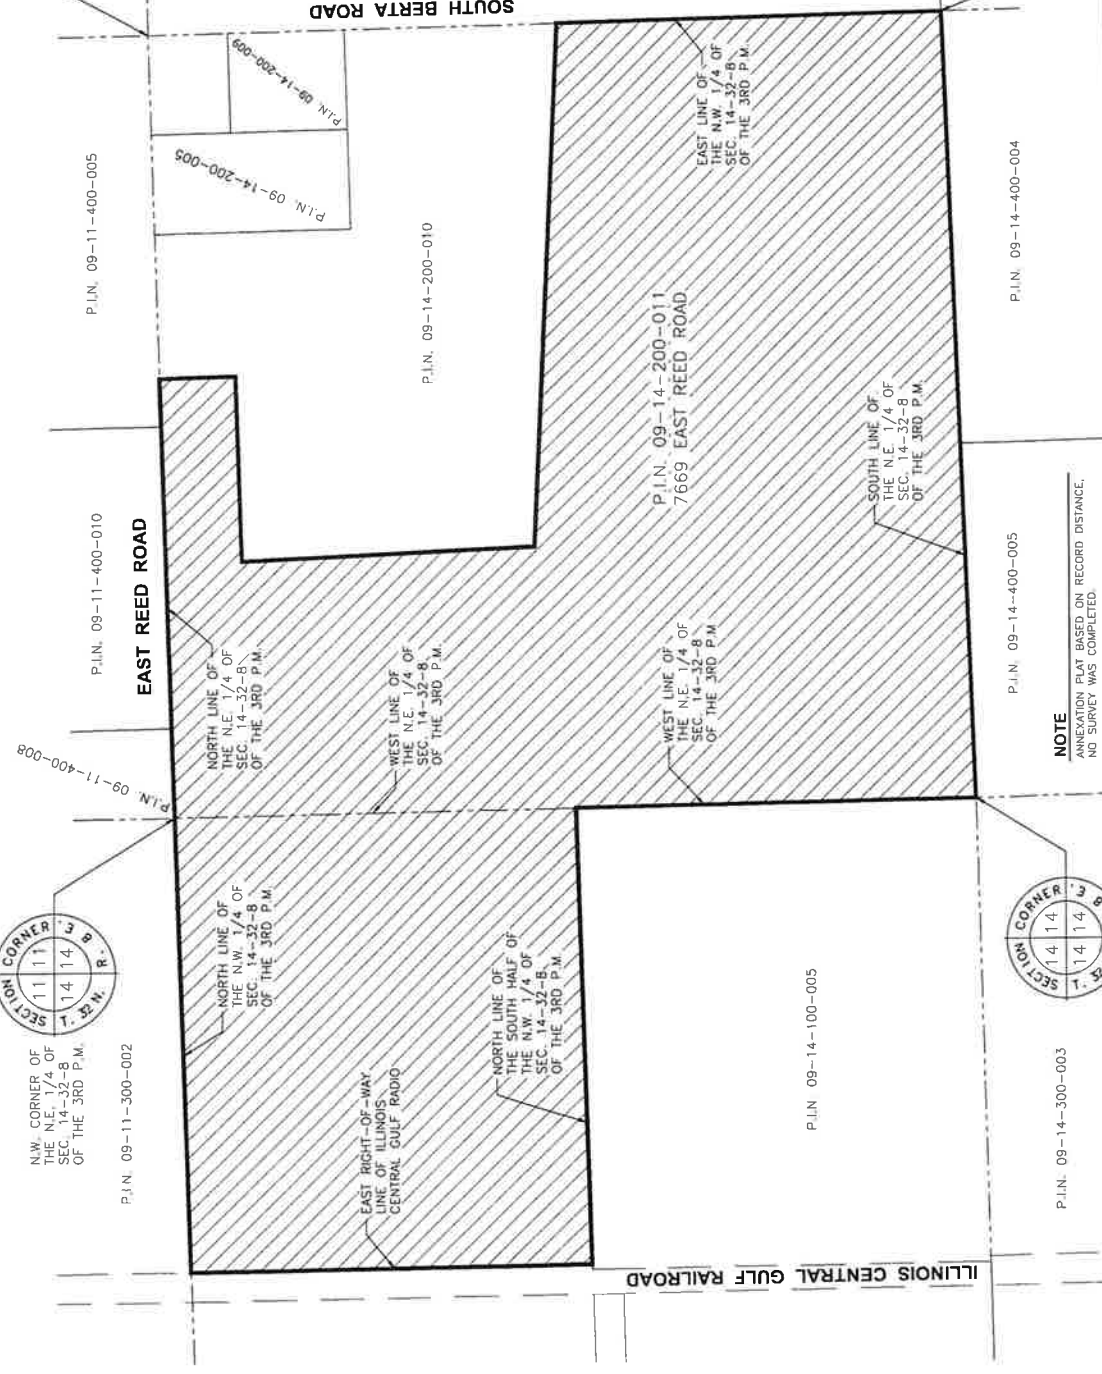 SOUTH BERTA ROAD
P.I.N. 09-14-200-009
P.I.N. 09-14-200-005
P.I.N. 09-11-400-005
P.I.N. 09-14-200-010
EAST LINE OF
THE N.W. 1/4 OF
SEC. 14-32-8
OF THE 3RD P.M.
P.I.N. 09-14-400-004
P.I.N. 09-14-200-011
7669 EAST REED ROAD
P.I.N. 09-11-400-010
EAST REED ROAD
SOUTH LINE OF
THE N.E. 1/4 OF
SEC. 14-32-8
OF THE 3RD P.M.
P.I.N. 09-14-400-005
NOTE
ANNEXATION PLAT BASED ON RECORD DISTANCE,
NO SURVEY WAS COMPLETED.
P.I.N. 09-11-400-008
NORTH LINE OF
THE N.E. 1/4 OF
SEC. 14-32-8
OF THE 3RD P.M.
WEST LINE OF
THE N.E. 1/4 OF
SEC. 14-32-8
OF THE 3RD P.M.
WEST LINE OF
THE N.E. 1/4 OF
SEC. 14-32-8
OF THE 3RD P.M.
SECTION CORNER
11 11
14 14
T. 32 N. R. 8 E.
N.W. CORNER OF
THE N.E. 1/4 OF
SEC. 14-32-8
OF THE 3RD P.M.
P.I.N. 09-11-300-002
NORTH LINE OF
THE N.W. 1/4 OF
SEC. 14-32-8
OF THE 3RD P.M.
NORTH LINE OF
THE SOUTH HALF OF
THE N.W. 1/4 OF
SEC. 14-32-8
OF THE 3RD P.M.
EAST RIGHT-OF-WAY
LINE OF ILLINOIS
CENTRAL GULF RADIO
P.I.N 09-14-100-005
SECTION CORNER
14 14
14 14
T. 32
8 E.
P.I.N. 09-14-300-003
ILLINOIS CENTRAL GULF RAILROAD